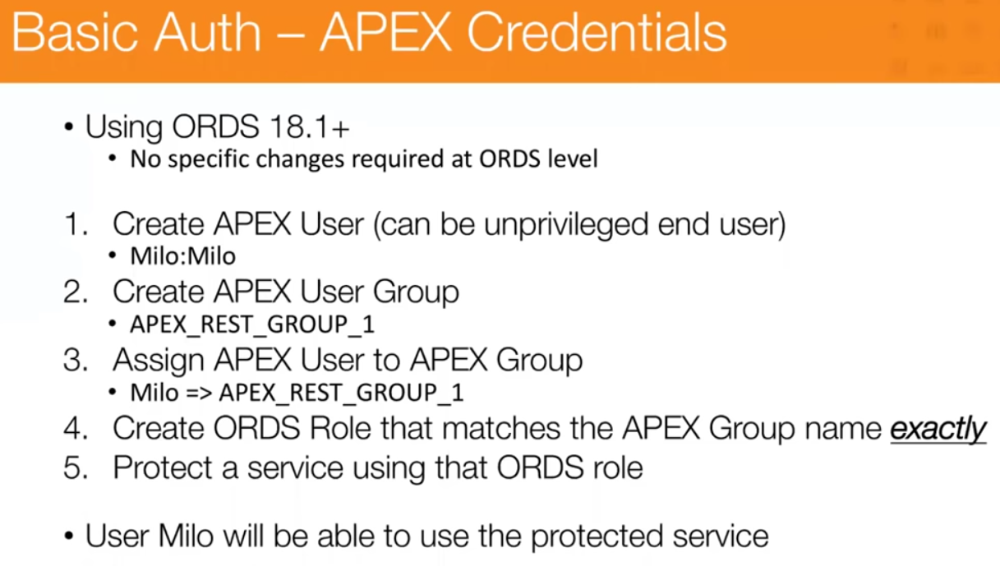 Basic Auth – APEX Credentials
• Using ORDS 18.1+
• No specific changes required at ORDS level
1. Create APEX User (can be unprivileged end user)
• Milo:Milo
2. Create APEX User Group
• APEX_REST_GROUP_1
3. Assign APEX User to APEX Group
• Milo => APEX_REST_GROUP_1
4. Create ORDS Role that matches the APEX Group name exactly
5. Protect a service using that ORDS role
• User Milo will be able to use the protected service